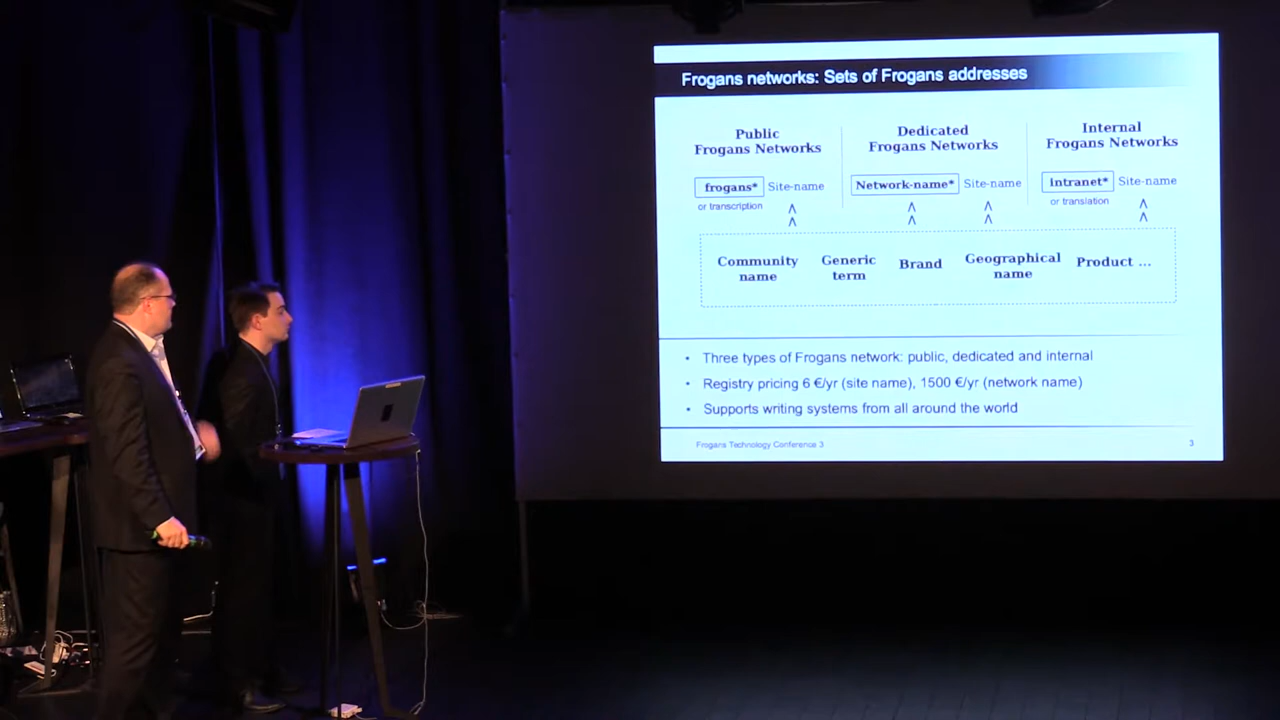 Frogans networks: Sets of Frogans addresses
Public
Frogans Networks
Dedicated
Frogans Networks
Internal
Frogans Networks
frogans* Site-name
or transcription
Network-name* Site-name
intranet* Site-name
or translation
Community
name
Generic
term
Brand
Geographical
name
Product ...
• Three types of Frogans network: public, dedicated and internal
• Registry pricing 6 €/yr (site name), 1500 €/yr (network name)
• Supports writing systems from all around the world
Frogans Technology Conference 3
3